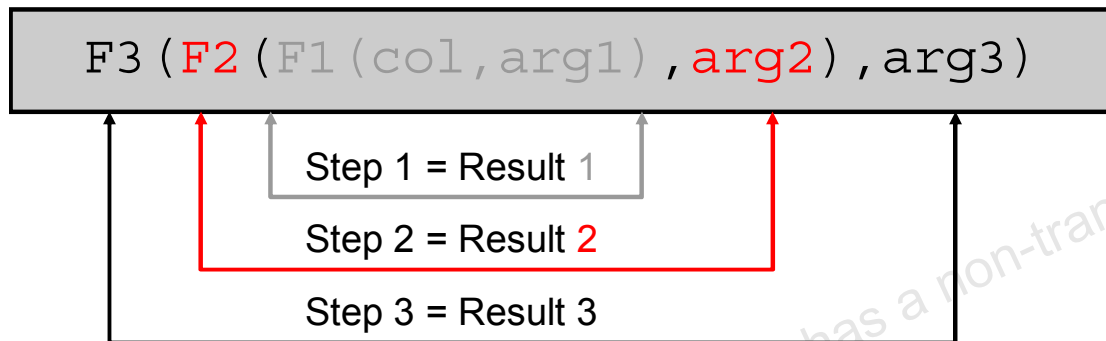 F3(F2(F1(col,arg1),arg2),arg3)
Step 1 = Result 1
Step 2 = Result 2
Step 3 = Result 3
has a non-tran